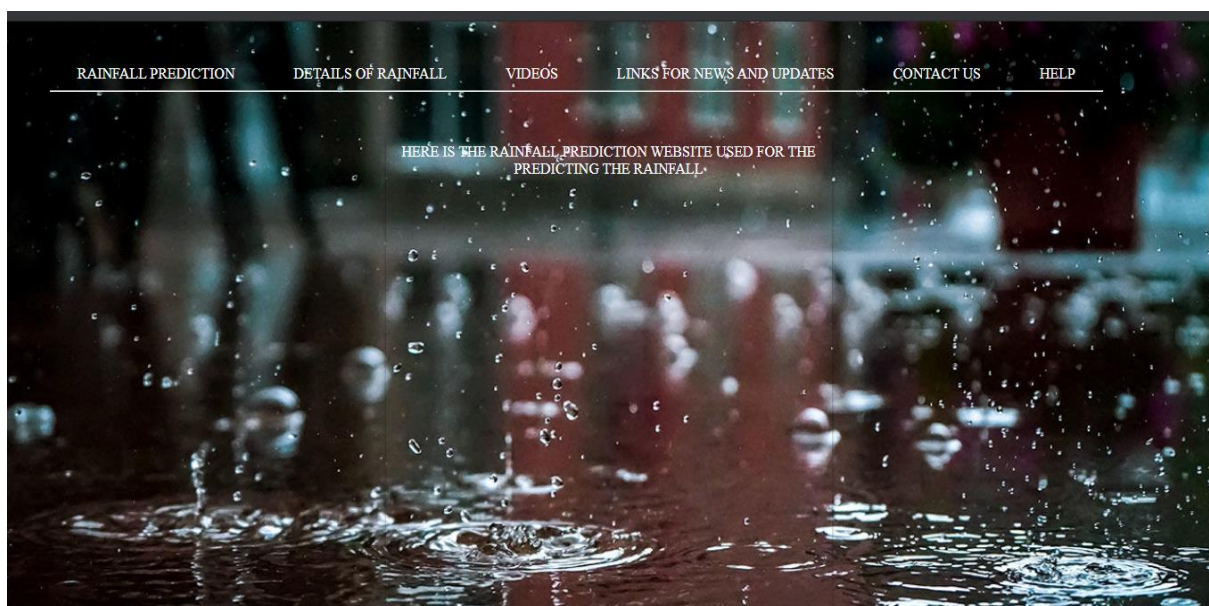 RAINFALL PREDICTION DETAILS OF RAINFALL VIDEOS LINKS FOR NEWS AND UPDATES CONTACT US HELP
HERE IS THE RAINFALL PREDICTION WEBSITE USED FOR THE
PREDICTING THE RAINFALL